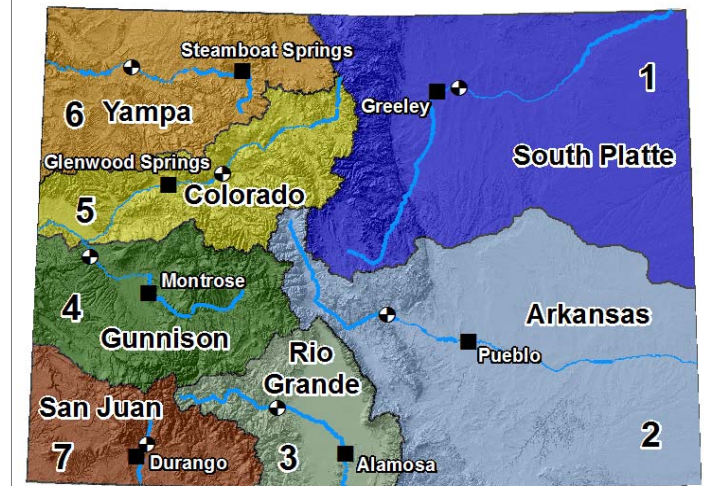 Steamboat Springs
1
Greeley
6
Yampa
South Platte
Glenwood Springs
Colorado
5
Montrose
4
Gunnison
Arkansas
Rio
Grande
Pueblo
San Juan
2
7
Durango
3
Alamosa